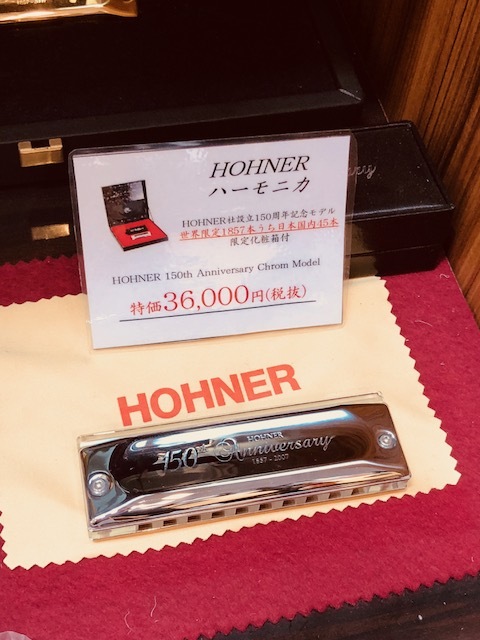 HOHNER
ハーモニカ
HOHNER社設立150周年記念モデル
世界限定1857本うち日本国内45本
限定化粧箱付
HOHNER 150th Anniversary Chrom Model
特価36,000円(税抜)
HOHNER
HOHNER
150th Anniversary
1857 - 2007